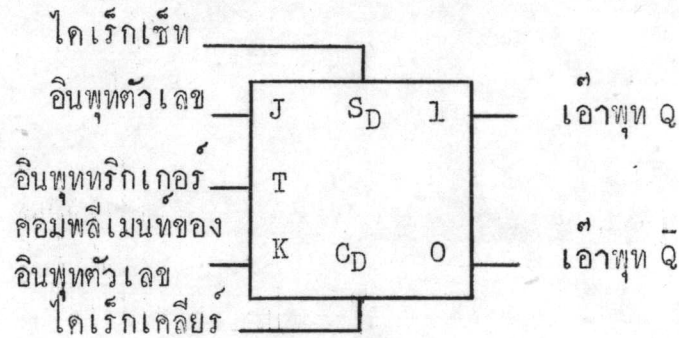 ไดเร็กเซ็ท
อินพุทตัวเลข J S_D 1 เอ๊าพุท Q
อินพุททริกเกอร์ T
คอมพลีเมนท์ของ
อินพุทตัวเลข K C_D 0 เอ๊าพุท Q̄
ไดเร็กเคลียร์